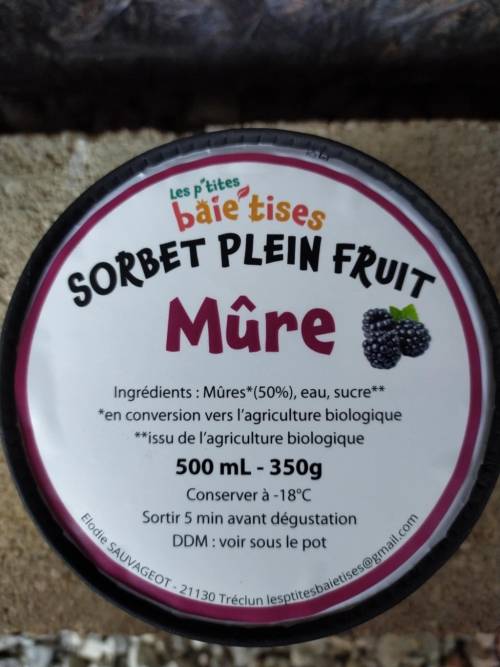 Les p'tites
baie'tises
SORBET PLEIN FRUIT
Mûre
Ingrédients : Mûres*(50%), eau, sucre**
*en conversion vers l'agriculture biologique
**issu de l'agriculture biologique
500 mL - 350g
Conserver à -18°C
Sortir 5 min avant dégustation
DDM : voir sous le pot
Elodie SAUVAGEOT - 21130 Tréclun lesptitesbaietises@gmail.com